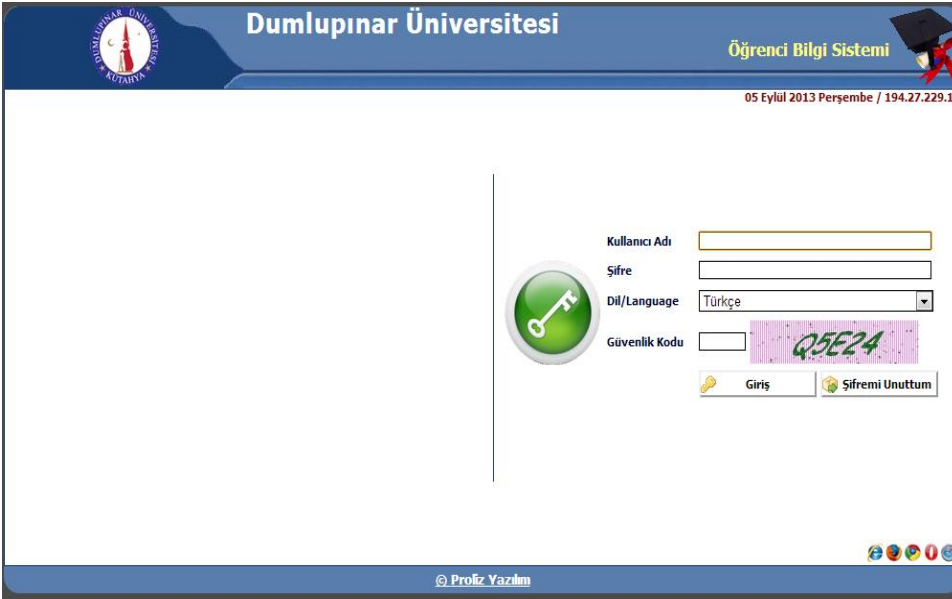 DUMLUPINAR ÜNİVERSİTESİ
KÜTAHYA
Dumlupınar Üniversitesi
Öğrenci Bilgi Sistemi
05 Eylül 2013 Perşembe / 194.27.229.1
Kullanıcı Adı
Şifre
Dil/Language Türkçe
Güvenlik Kodu Q5E24
Giriş Şifremi Unuttum
© Proliz Yazılım